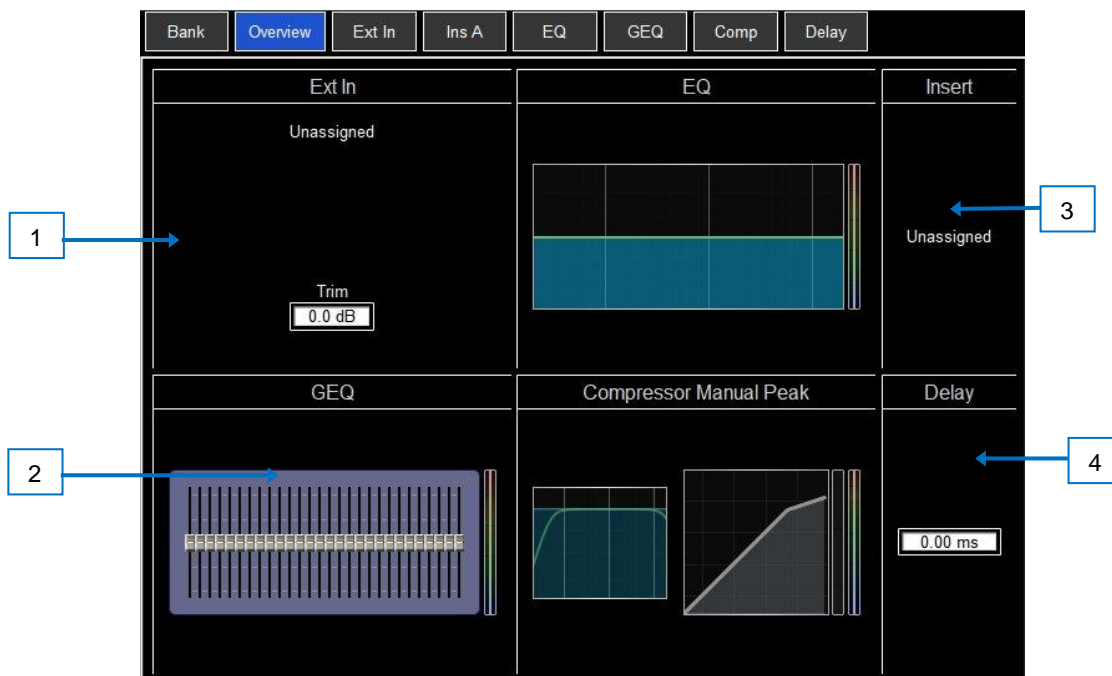 Bank Overview Ext In Ins A EQ GEQ Comp Delay
Ext In
Unassigned
Trim
0.0 dB
EQ
Insert
Unassigned
GEQ
Compressor Manual Peak
Delay
0.00 ms
1
2
3
4